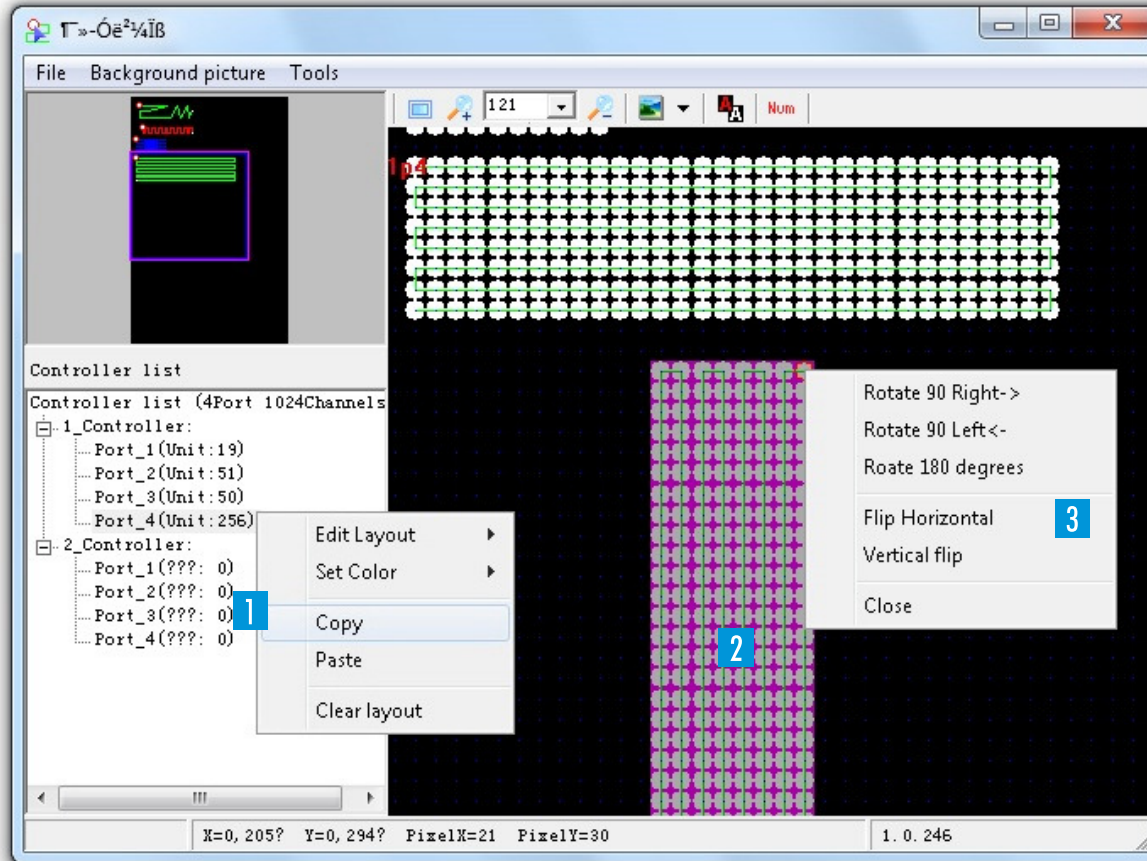 ¶¯»-Óë²¼Ïß
File Background picture Tools
121
Num
1p4
Controller list
Controller list (4Port 1024Channels
1_Controller:
Port_1(Unit:19)
Port_2(Unit:51)
Port_3(Unit:50)
Port_4(Unit:256)
2_Controller:
Port_1(???: 0)
Port_2(???: 0)
Port_3(???: 0)
Port_4(???: 0)
1
Edit Layout
Set Color
Copy
Paste
Clear layout
2
Rotate 90 Right->
Rotate 90 Left<-
Roate 180 degrees
Flip Horizontal
3
Vertical flip
Close
X=0,205? Y=0,294? PixelX=21 PixelY=30
1.0.246